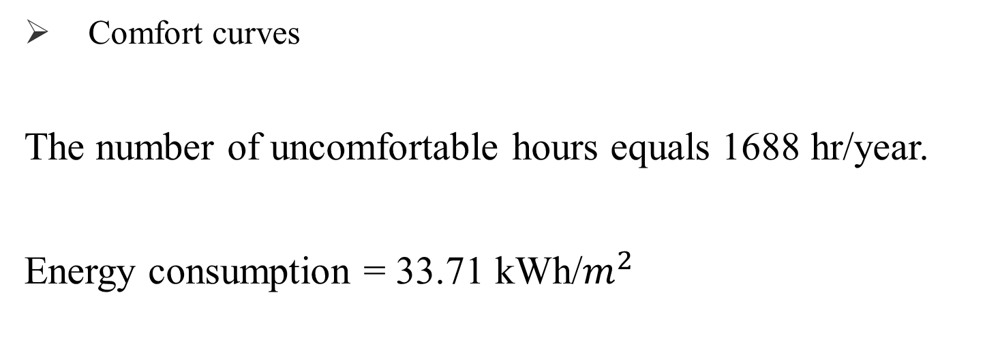 ➢ Comfort curves
The number of uncomfortable hours equals 1688 hr/year.
Energy consumption = 33.71 kWh/m²